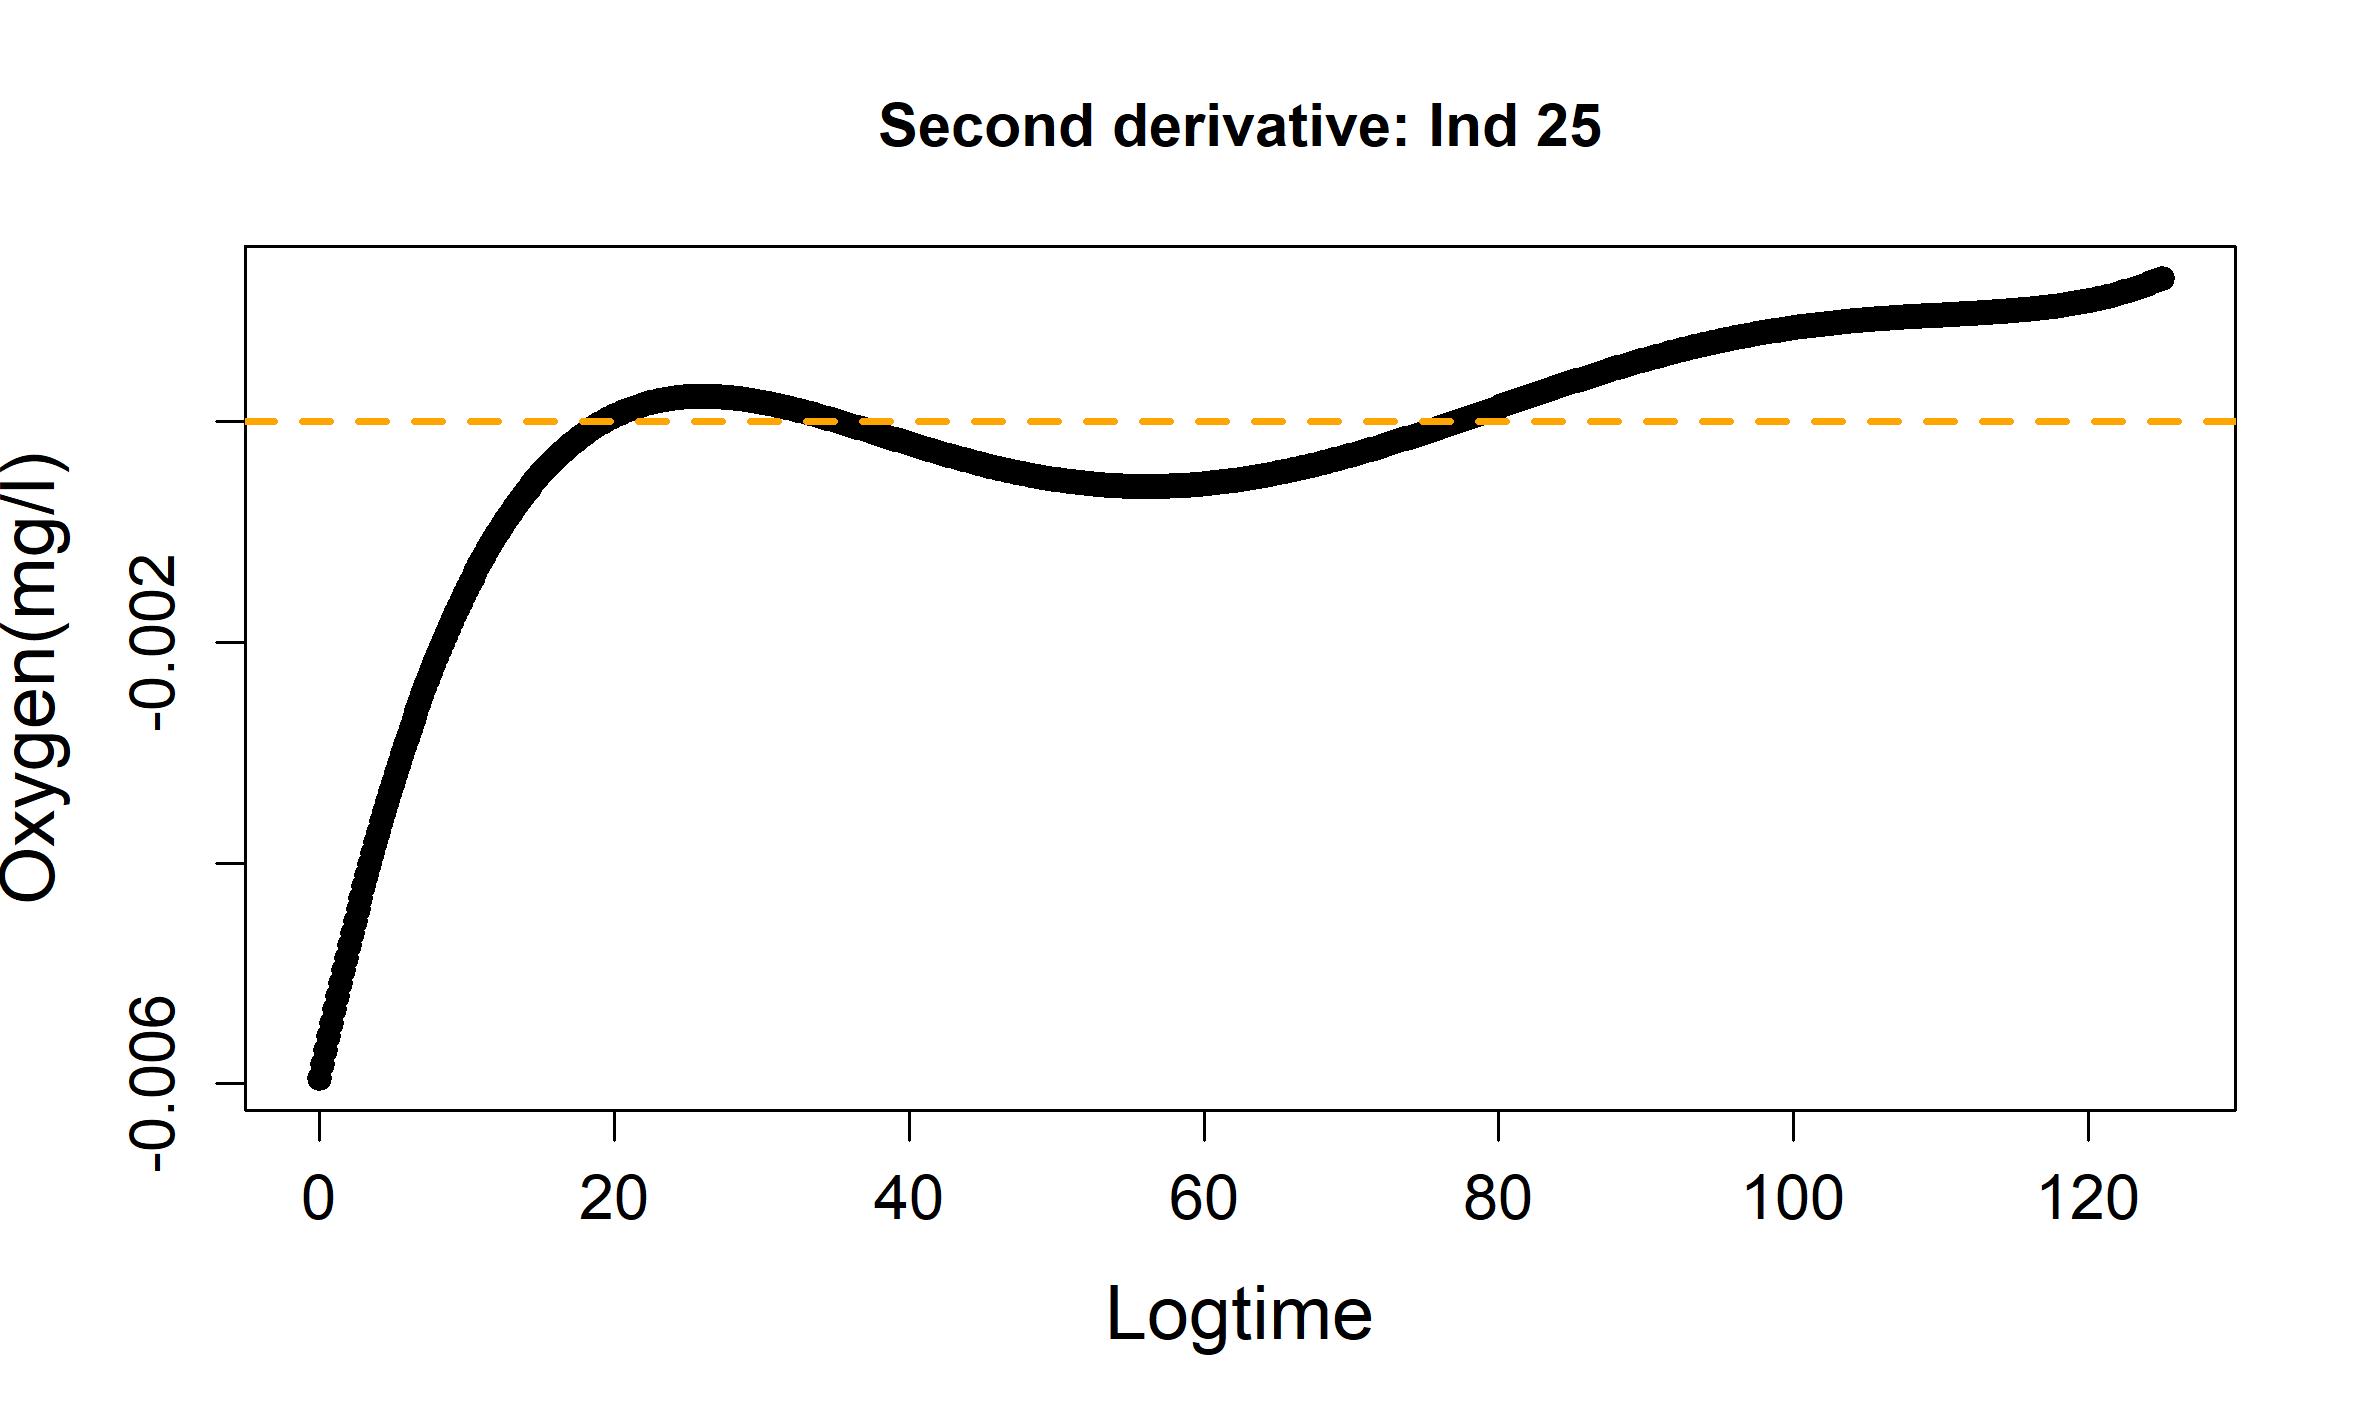 Second derivative: Ind 25
Oxygen(mg/l)
-0.002
-0.006
0 20 40 60 80 100 120
Logtime